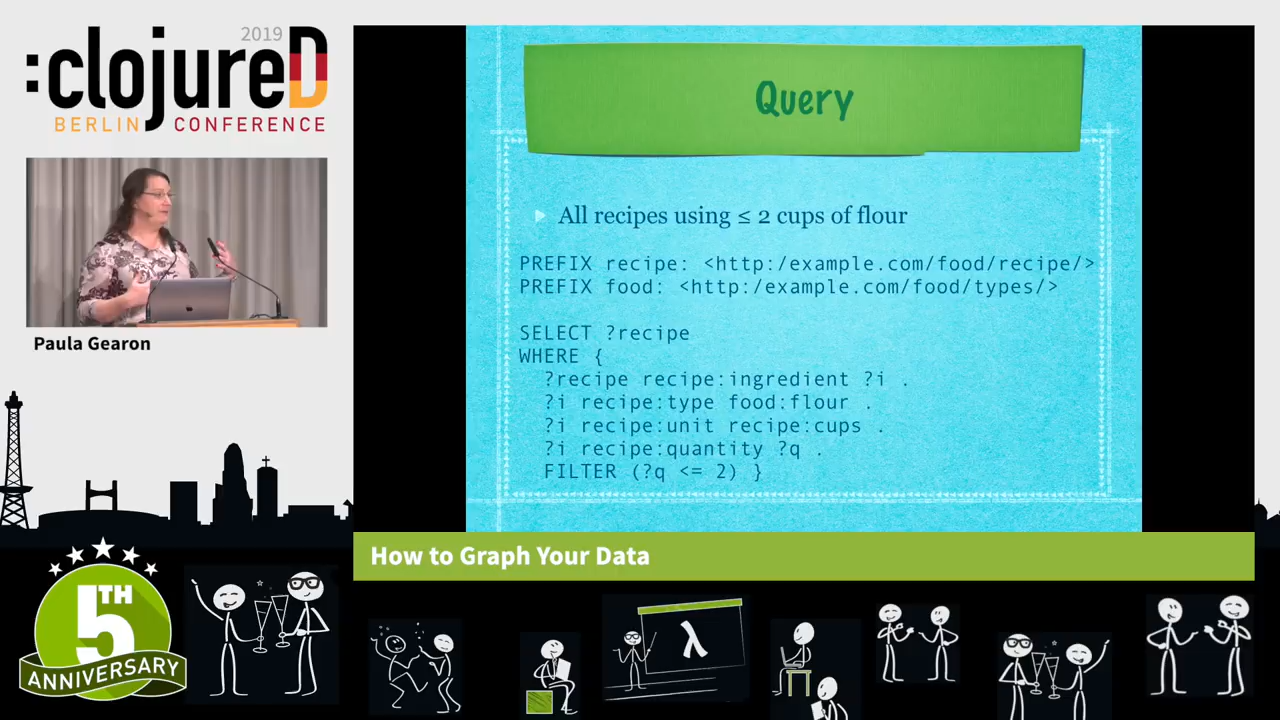 2019
:clojureD
BERLIN CONFERENCE
Paula Gearon
Query
All recipes using ≤ 2 cups of flour
PREFIX recipe: <http:/example.com/food/recipe/>
PREFIX food: <http:/example.com/food/types/>
SELECT ?recipe
WHERE {
?recipe recipe:ingredient ?i .
?i recipe:type food:flour .
?i recipe:unit recipe:cups .
?i recipe:quantity ?q .
FILTER (?q <= 2) }
How to Graph Your Data
5TH
ANNIVERSARY
λ